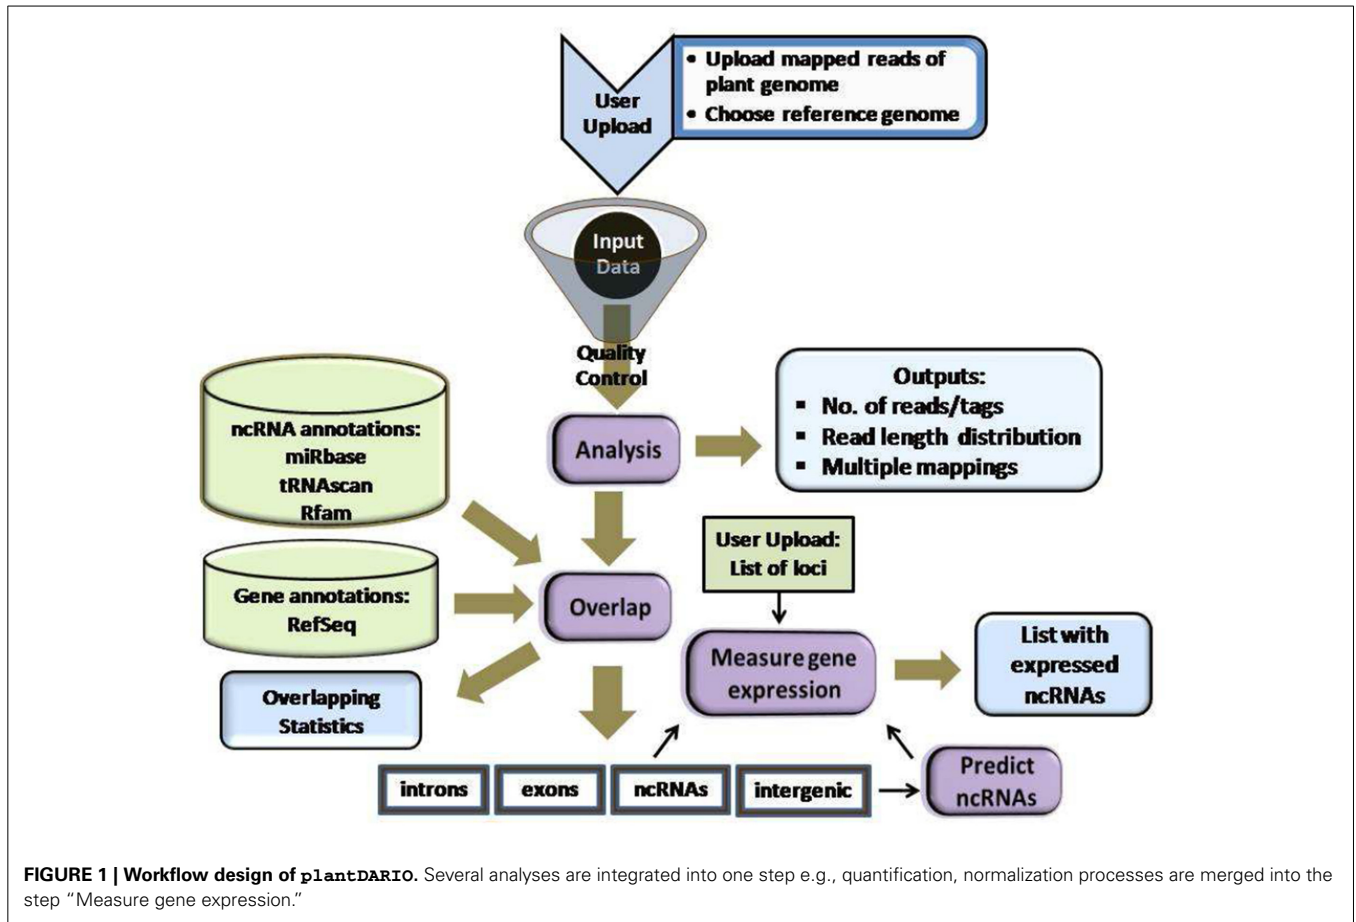 User
Upload
• Upload mapped reads of
plant genome
• Choose reference genome
Input
Data
Quality
Control
Analysis
Outputs:
▪ No. of reads/tags
▪ Read length distribution
▪ Multiple mappings
ncRNA annotations:
miRbase
tRNAscan
Rfam
Gene annotations:
RefSeq
Overlap
User Upload:
List of loci
Measure gene
expression
List with
expressed
ncRNAs
Overlapping
Statistics
introns
exons
ncRNAs
intergenic
Predict
ncRNAs
FIGURE 1 | Workflow design of plantDARIO. Several analyses are integrated into one step e.g., quantification, normalization processes are merged into the
step “Measure gene expression.”